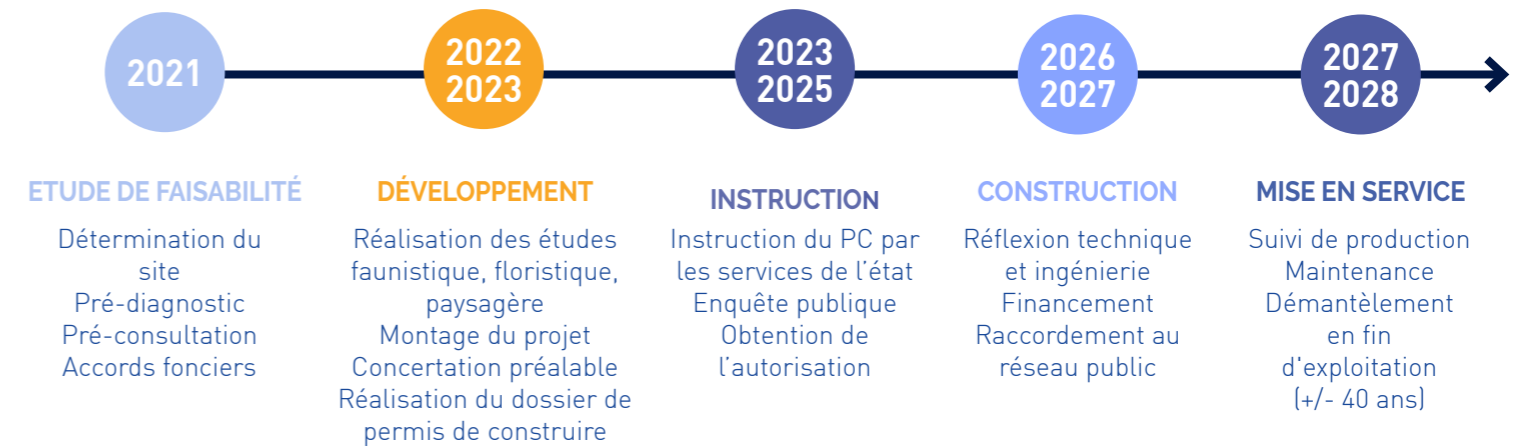 2021
2022
2023
2023
2025
2026
2027
2027
2028
ETUDE DE FAISABILITÉ
Détermination du
site
Pré-diagnostic
Pré-consultation
Accords fonciers
DÉVELOPPEMENT
Réalisation des études
faunistique, floristique,
paysagère
Montage du projet
Concertation préalable
Réalisation du dossier de
permis de construire
INSTRUCTION
Instruction du PC par
les services de l'état
Enquête publique
Obtention de
l'autorisation
CONSTRUCTION
Réflexion technique
et ingénierie
Financement
Raccordement au
réseau public
MISE EN SERVICE
Suivi de production
Maintenance
Démantèlement
en fin
d'exploitation
(+/- 40 ans)